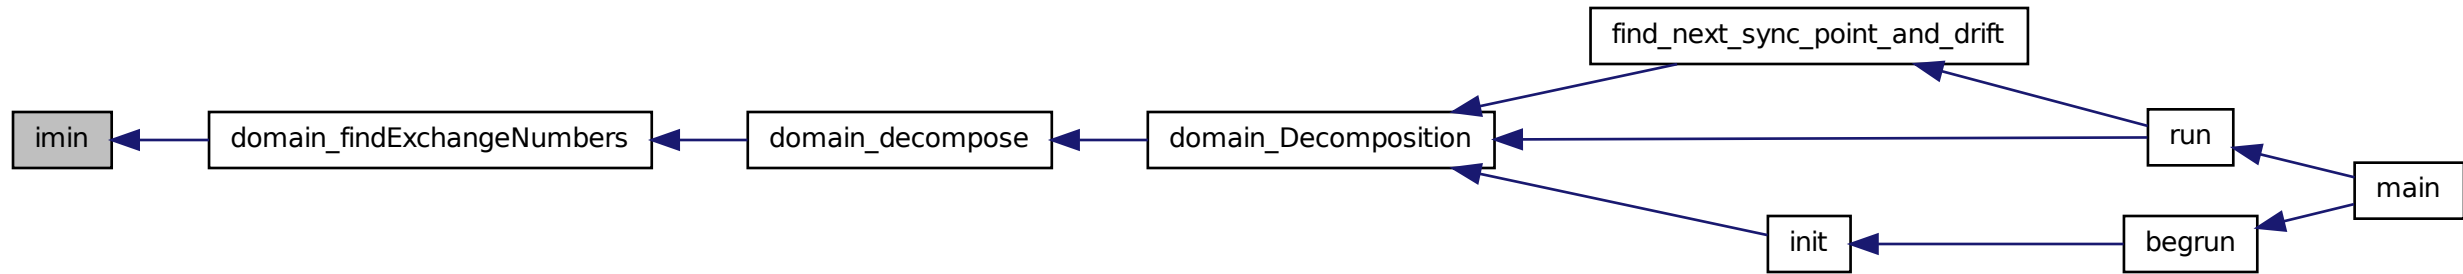 find_next_sync_point_and_drift
imin
domain_findExchangeNumbers
domain_decompose
domain_Decomposition
run
main
init
begrun